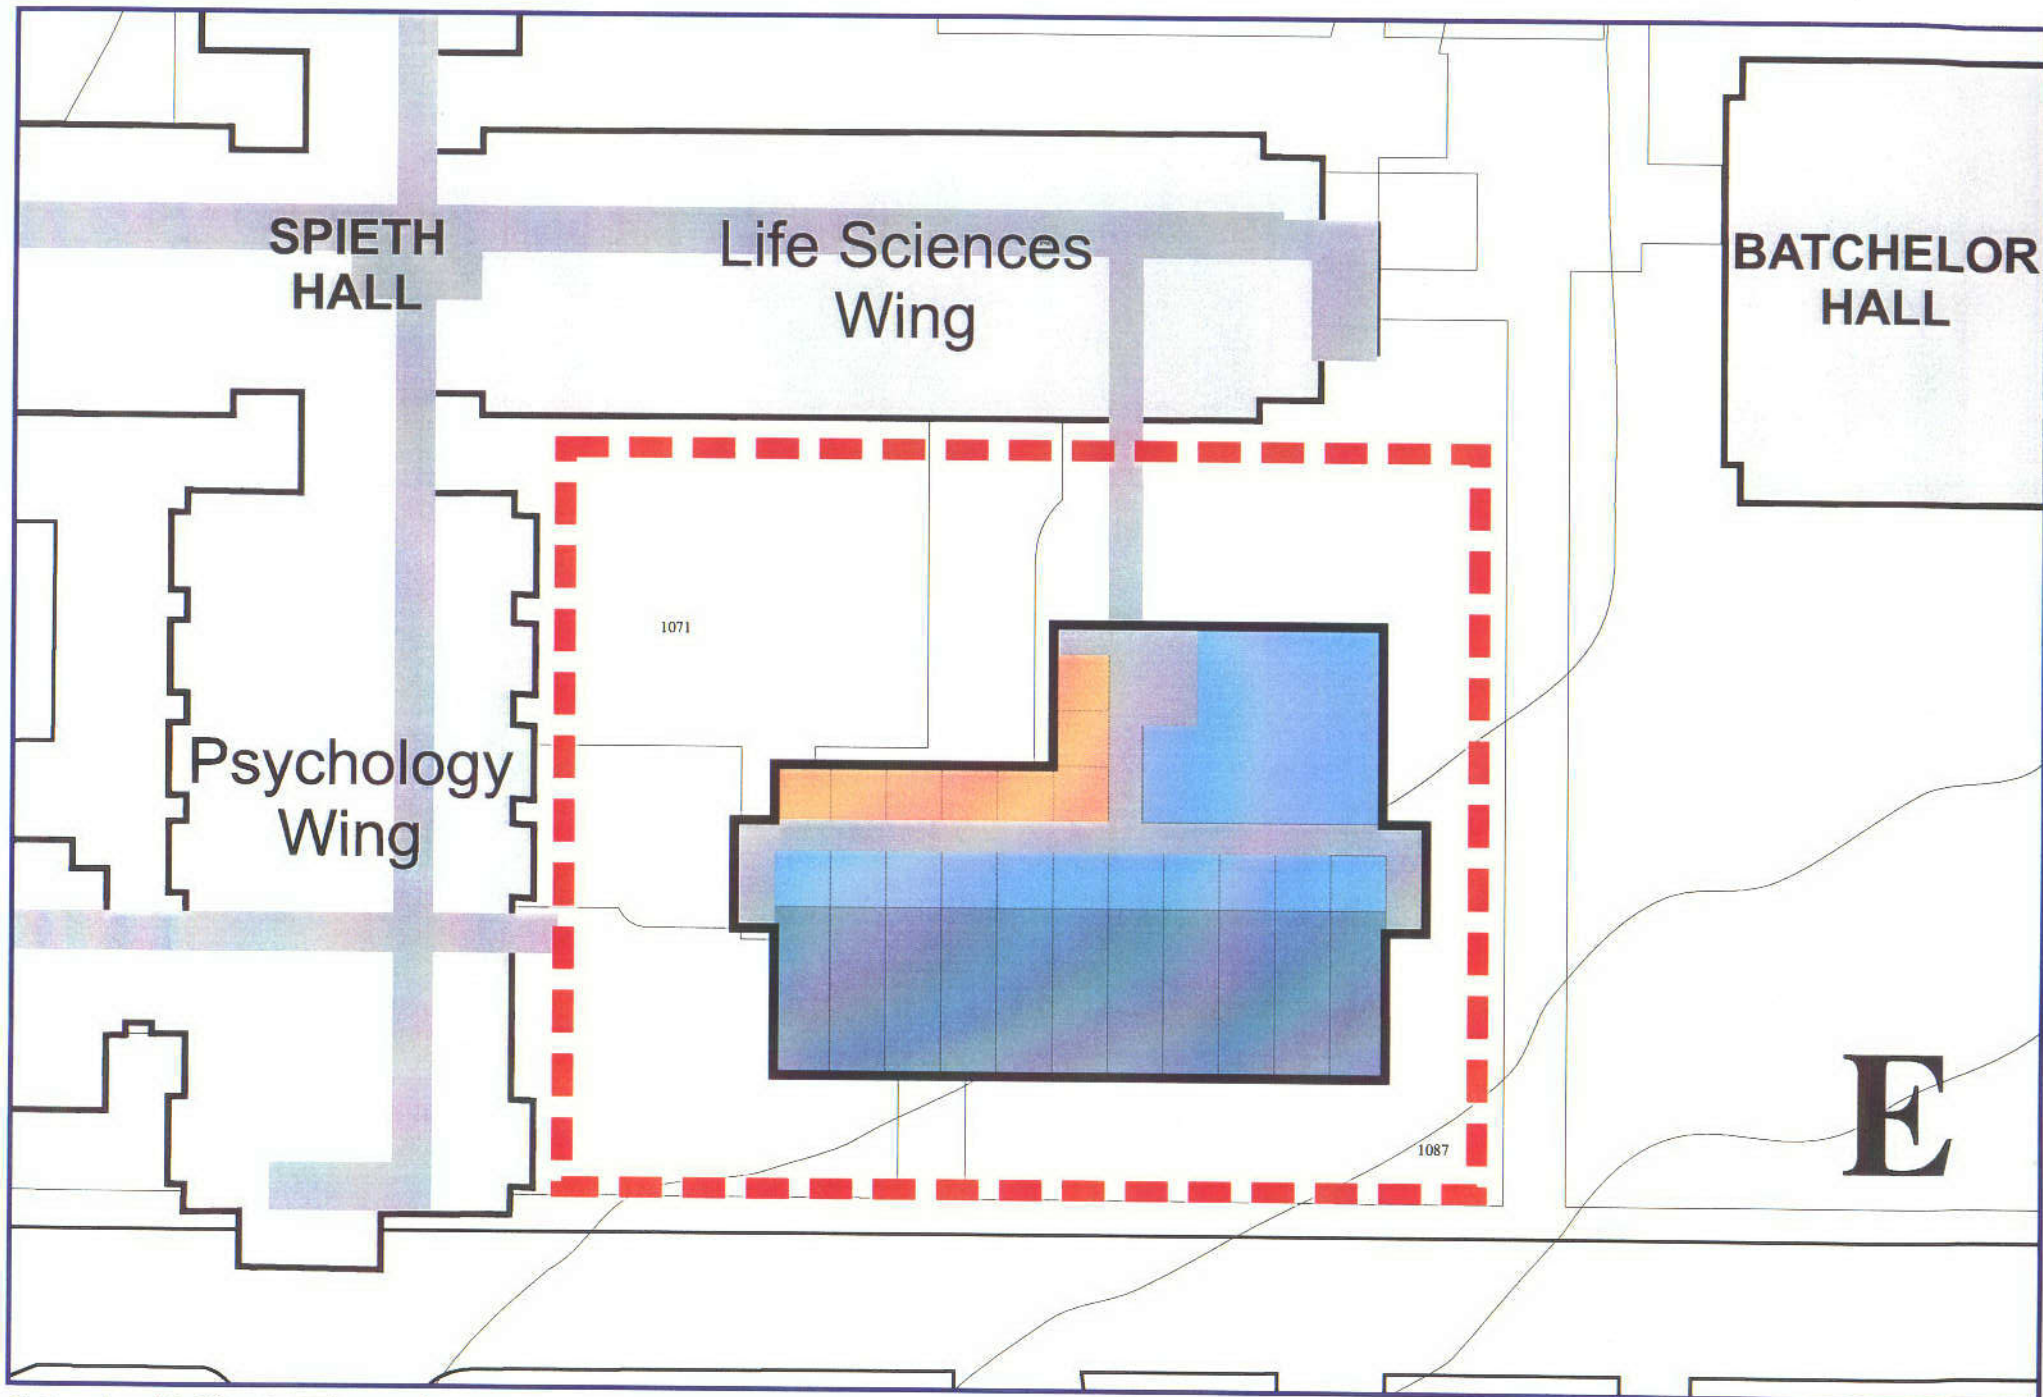 SPIETH
HALL
Life Sciences
Wing
BATCHELOR
HALL
1071
Psychology
Wing
1087
E